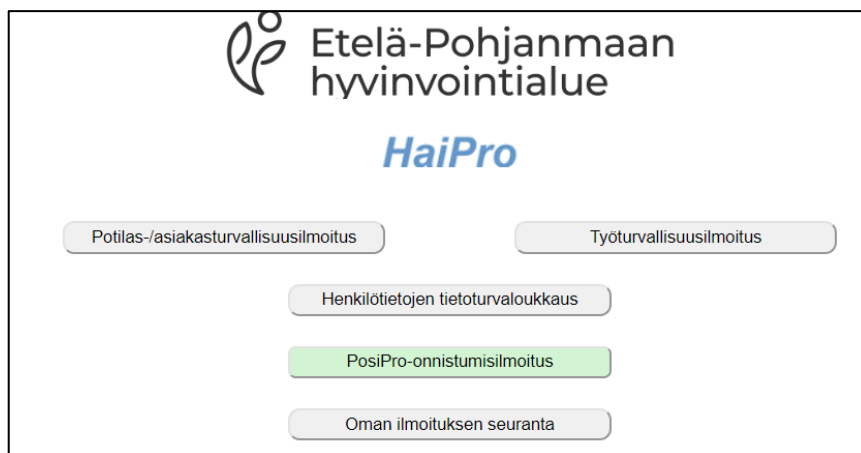 Etelä-Pohjanmaan
hyvinvointialue
HaiPro
Potilas-/asiakasturvallisuusilmoitus
Työturvallisuusilmoitus
Henkilötietojen tietoturvaloukkaus
PosiPro-onnistumisilmoitus
Oman ilmoituksen seuranta